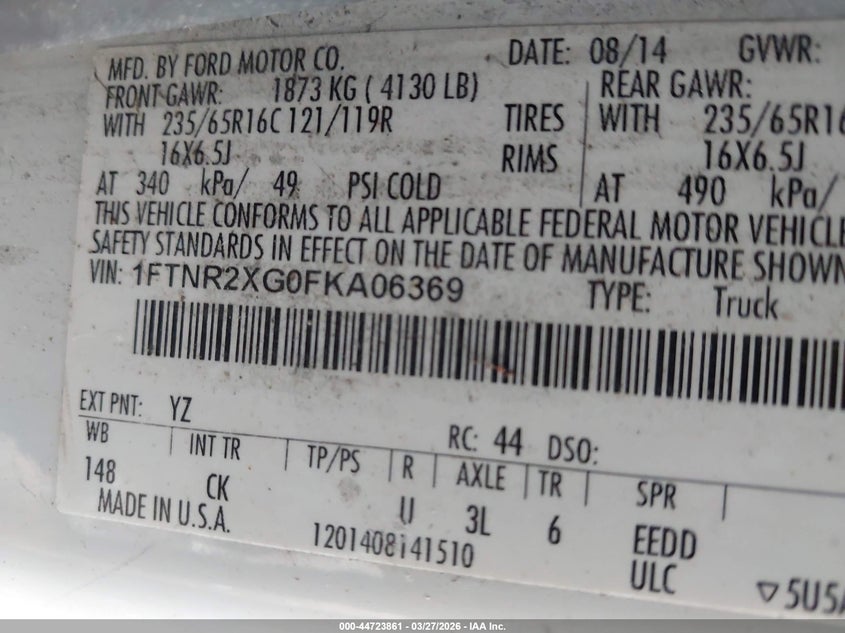 MFD. BY FORD MOTOR CO. DATE: 08/14 GVWR:
FRONT GAWR: 1873 KG ( 4130 LB) REAR GAWR:
WITH 235/65R16C 121/119R TIRES WITH 235/65R16
16X6.5J RIMS 16X6.5J
AT 340 kPa/ 49 PSI COLD AT 490 kPa/
THIS VEHICLE CONFORMS TO ALL APPLICABLE FEDERAL MOTOR VEHICLE
SAFETY STANDARDS IN EFFECT ON THE DATE OF MANUFACTURE SHOWN
VIN: 1FTNR2XG0FKA06369 TYPE: Truck
EXT PNT: YZ RC: 44 DSO:
WB INT TR TP/PS R AXLE TR SPR
148 CK U 3L 6 EEDD
MADE IN U.S.A. 1201408141510 ULC ▽5U5A
000-44723861 - 03/27/2026 - IAA Inc.